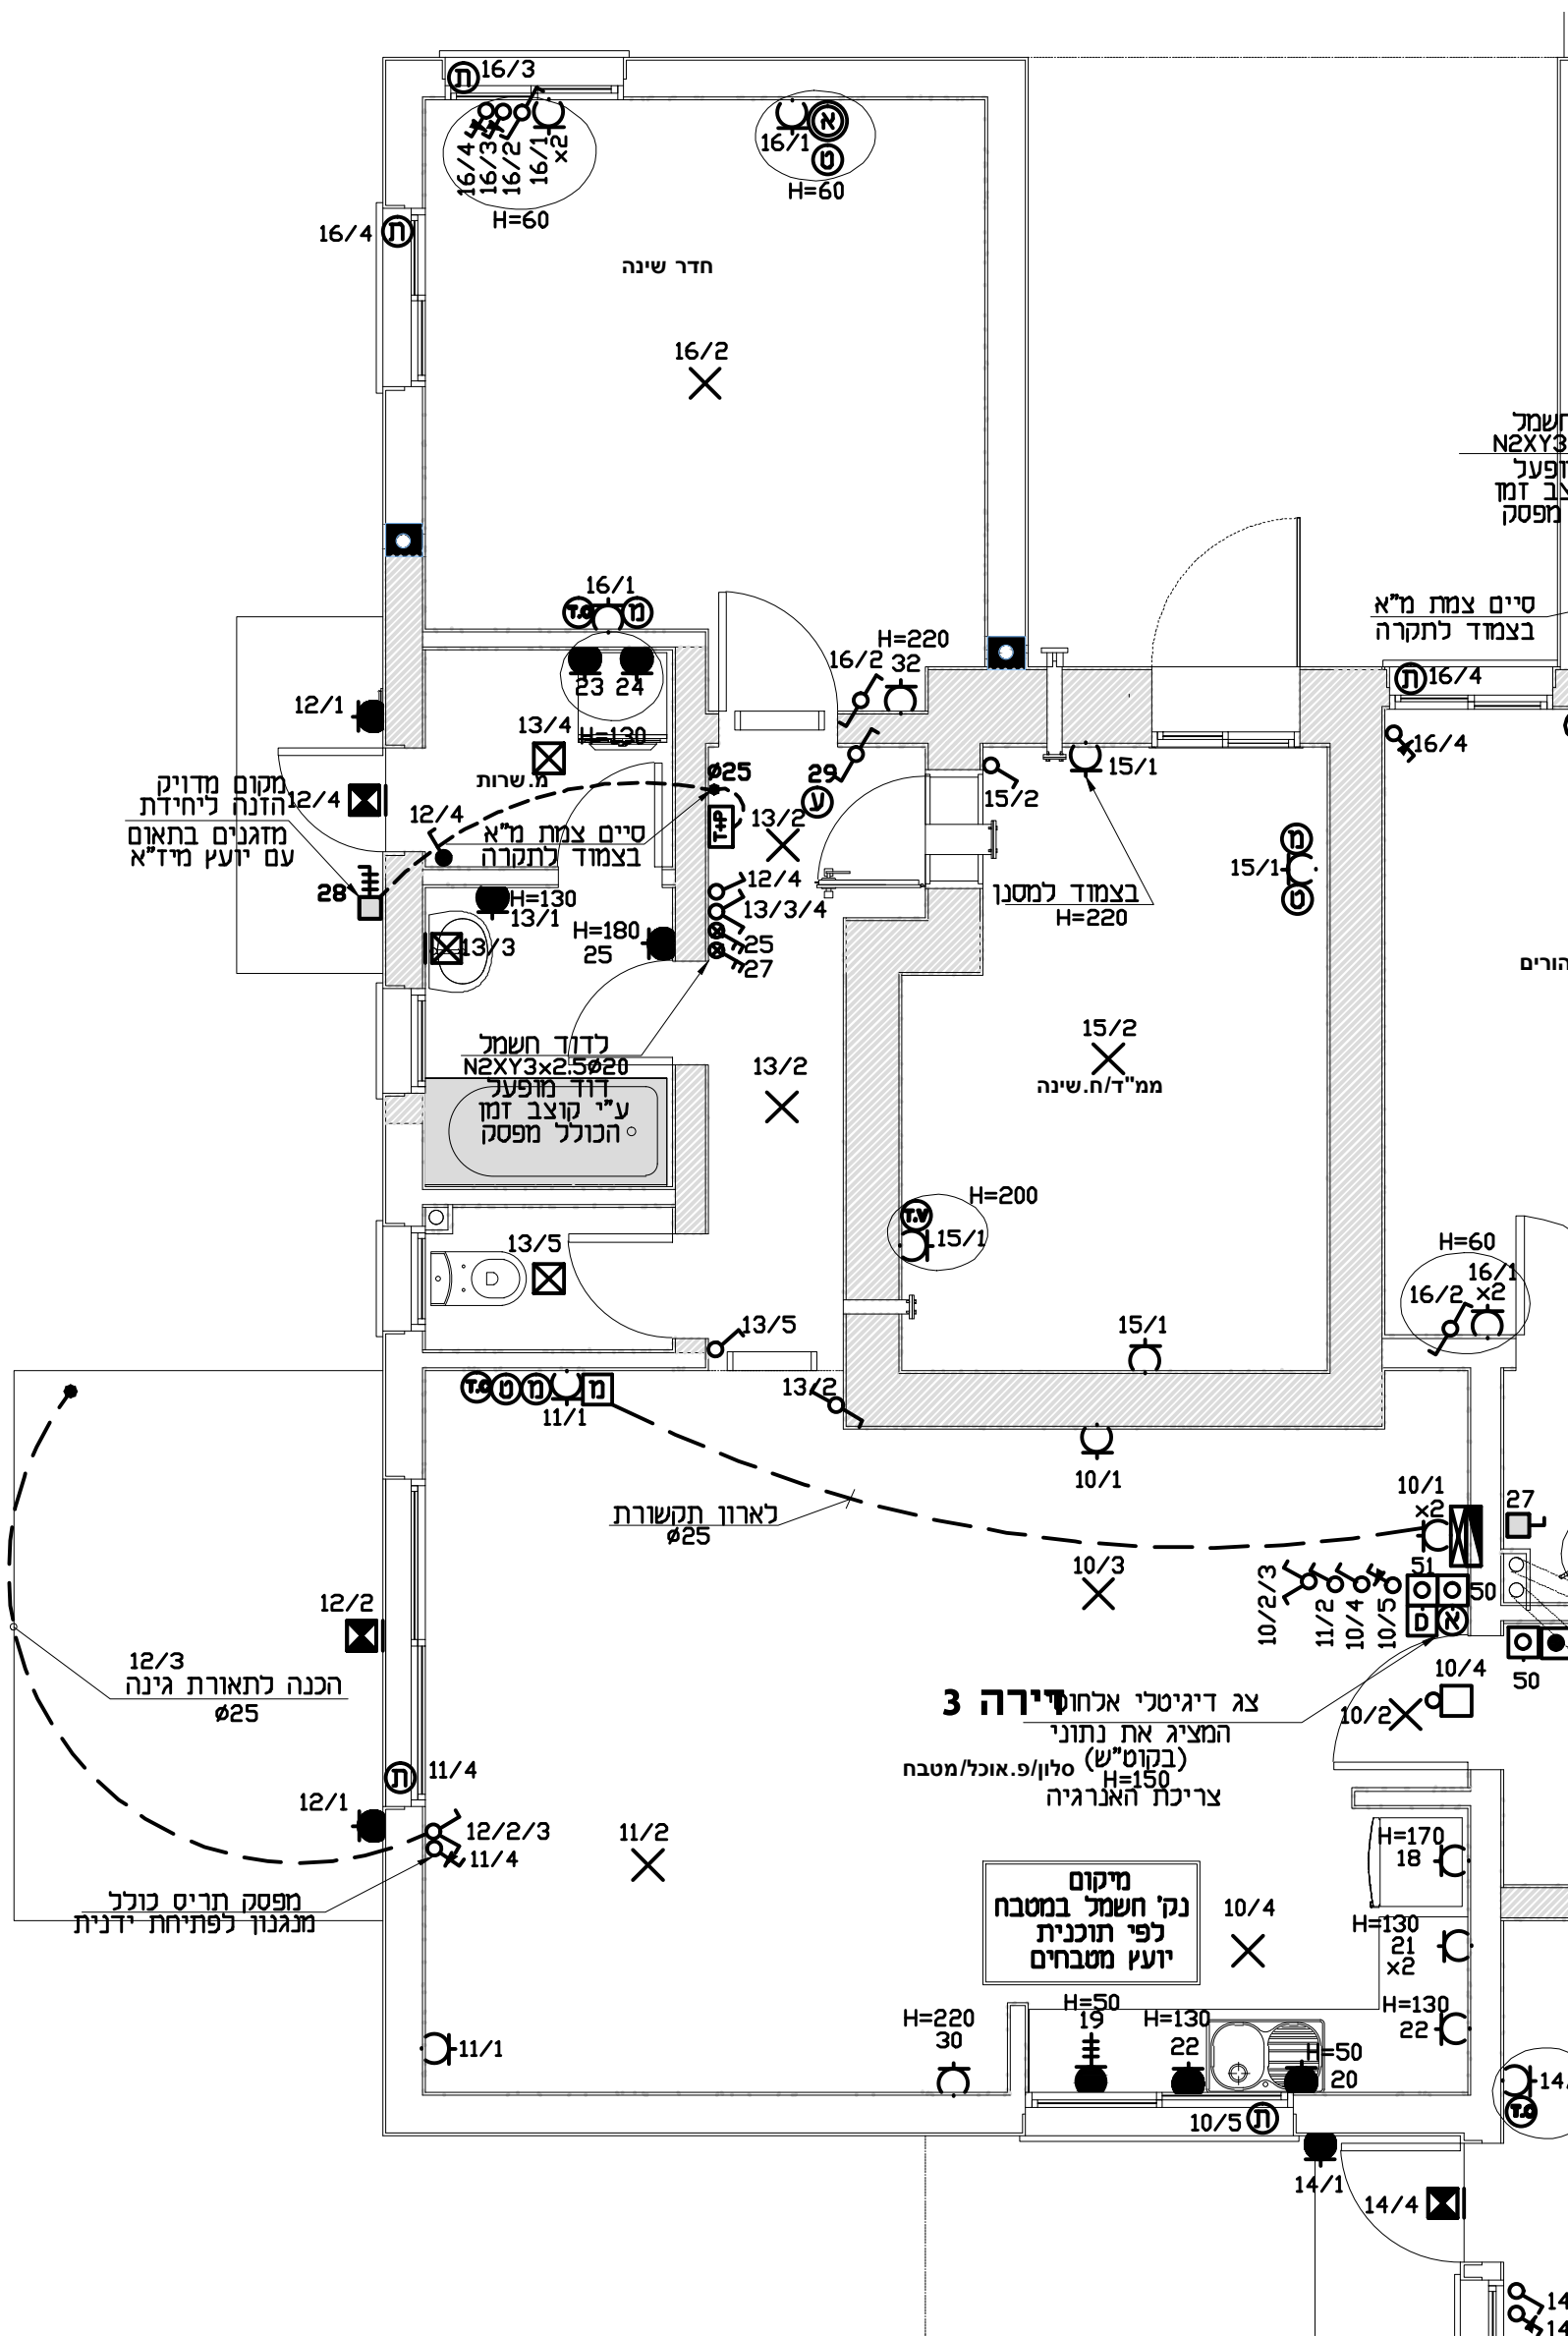 ת 16/3
16/4
16/3
16/2
16/1
x2
H=60
16/1
א
ט
H=60
16/4 ת
חדר שינה
16/2
N2XY3
סיים צמת מ"א
בצמוד לתקרה
ת 16/4
16/4
16/1
T.O
מ
23 24
H=130
16/2
H=220
32
12/1
13/4
מ.שרות
מקום מדויק
הזנה ליחידת
מזגנים בתאום
עם יועץ מיז"א
12/4
12/4
28
סיים צמת מ"א
בצמוד לתקרה
ø25
T+P
29
ע
13/2
15/2
15/1
מ
15/1
ט
בצמוד למסנן
H=220
12/4
13/3/4
25
27
H=130
13/1
H=180
25
13/3
לדוד חשמל
N2XY3x2.5ø20
דוד מופעל
ע"י קוצב זמן
הכולל מפסק
13/2
15/2
ממ"ד/ח.שינה
H=200
T.V
15/1
13/5
13/5
15/1
H=60
16/2
16/1
x2
T.O ט מ מ
11/1
13/2
10/1
לארון תקשורת
ø25
10/1
x2
27
10/3
10/2/3
11/2
10/4
10/5
51
50
D
א
50
12/2
12/3
הכנה לתאורת גינה
ø25
10/4
10/2
דירה 3
צג דיגיטלי אלחוטי
המציג את נתוני
(בקוט"ש)
H=150
צריכת האנרגיה
סלון/פ.אוכל/מטבח
ת 11/4
12/1
12/2/3
11/4
מפסק תריס כולל
מנגנון לפתיחת ידנית
11/2
מיקום
נק' חשמל במטבח
לפי תוכנית
יועץ מטבחים
10/4
H=170
18
H=130
21
x2
H=130
22
H=50
19
H=130
22
H=50
20
H=220
30
11/1
10/5 ת
14/1
14/4
T.O